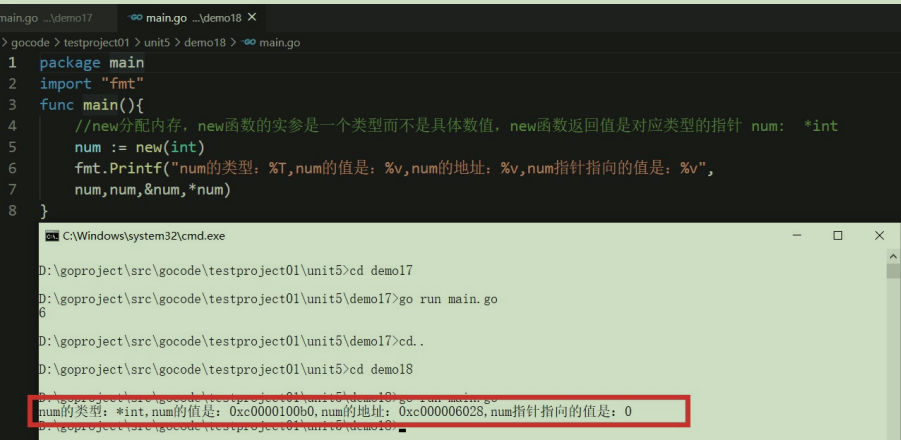 main.go ...\demo17 main.go ...\demo18 ×
> gocode > testproject01 > unit5 > demo18 > main.go
1 package main
2 import "fmt"
3 func main(){
4 //new分配内存，new函数的实参是一个类型而不是具体数值，new函数返回值是对应类型的指针 num: *int
5 num := new(int)
6 fmt.Printf("num的类型：%T,num的值是：%v,num的地址：%v,num指针指向的值是：%v",
7 num,num,&num,*num)
8 }
C:\Windows\system32\cmd.exe
D:\goproject\src\gocode\testproject01\unit5>cd demo17
D:\goproject\src\gocode\testproject01\unit5\demo17>go run main.go
6
D:\goproject\src\gocode\testproject01\unit5\demo17>cd..
D:\goproject\src\gocode\testproject01\unit5>cd demo18
D:\goproject\src\gocode\testproject01\unit5\demo18>go run main.go
num的类型：*int,num的值是：0xc0000100b0,num的地址：0xc000006028,num指针指向的值是：0
D:\goproject\src\gocode\testproject01\unit5\demo18>